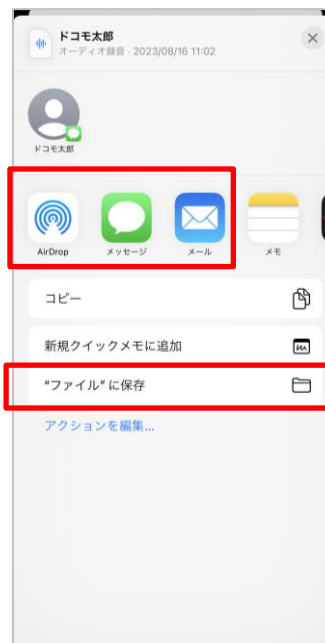 ドコモ太郎
オーディオ録音・2023/08/16 11:02
ドコモ太郎
AirDrop メッセージ メール メモ
コピー
新規クイックメモに追加
“ファイル”に保存
アクションを編集...